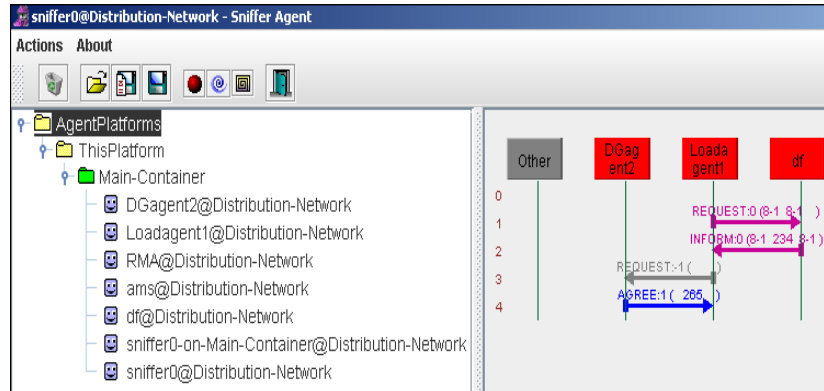 sniffer0@Distribution-Network - Sniffer Agent
Actions About
AgentPlatforms
ThisPlatform
Main-Container
DGagent2@Distribution-Network
Loadagent1@Distribution-Network
RMA@Distribution-Network
ams@Distribution-Network
df@Distribution-Network
sniffer0-on-Main-Container@Distribution-Network
sniffer0@Distribution-Network
Other
DGag
ent2
Loada
gent1
df
0
REQUEST:0 (8-1 8-1 )
1
INFORM:0 (8-1 234 8-1 )
2
REQUEST:-1 ( )
3
AGREE:1 ( 265 )
4